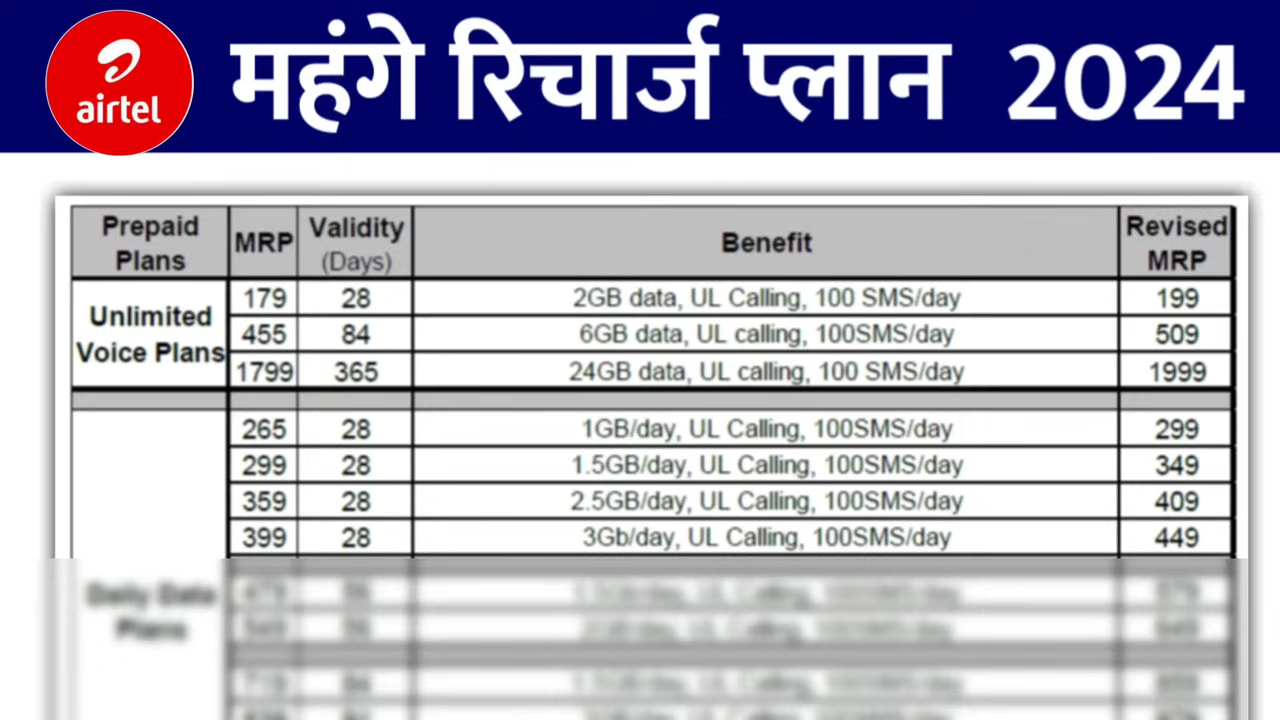 airtel
महंगे रिचार्ज प्लान 2024
Prepaid Plans MRP Validity (Days) Benefit Revised MRP
Unlimited Voice Plans
179 28 2GB data, UL Calling, 100 SMS/day 199
455 84 6GB data, UL calling, 100SMS/day 509
1799 365 24GB data, UL calling, 100 SMS/day 1999
265 28 1GB/day, UL Calling, 100SMS/day 299
299 28 1.5GB/day, UL Calling, 100SMS/day 349
359 28 2.5GB/day, UL Calling, 100SMS/day 409
399 28 3Gb/day, UL Calling, 100SMS/day 449
Daily Data
Plans